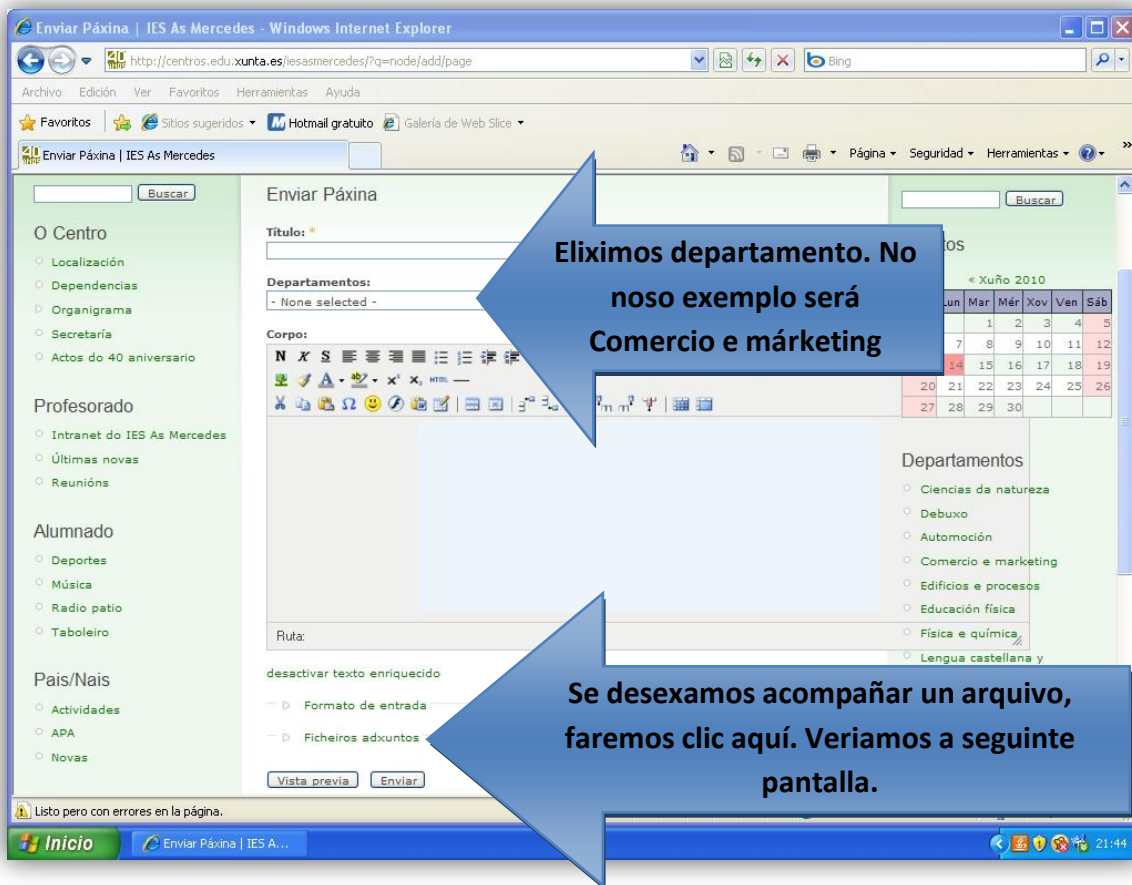 Enviar Páxina | IES As Mercedes - Windows Internet Explorer
http://centros.edu.xunta.es/iesasmercedes/?q=node/add/page
Bing
Archivo Edición Ver Favoritos Herramientas Ayuda
Favoritos Sitios sugeridos Hotmail gratuito Galería de Web Slice
Enviar Páxina | IES As Mercedes
Página Seguridad Herramientas
Buscar
O Centro
Localización
Dependencias
Organigrama
Secretaría
Actos do 40 aniversario
Profesorado
Intranet do IES As Mercedes
Últimas novas
Reunións
Alumnado
Deportes
Música
Radio patio
Taboleiro
Pais/Nais
Actividades
APA
Novas
Enviar Páxina
Título: *
Departamentos:
- None selected -
Corpo:
N K S
A ab x² x₂ HTML —
Ω
Ruta:
desactivar texto enriquecido
Formato de entrada
Ficheiros adxuntos
Vista previa Enviar
Eliximos departamento. No
noso exemplo será
Comercio e márketing
Se desexamos acompañar un arquivo,
faremos clic aquí. Veriamos a seguinte
pantalla.
Buscar
tos
« Xuño 2010
Lun Mar Mér Xov Ven Sáb
1 2 3 4 5
7 8 9 10 11 12
14 15 16 17 18 19
20 21 22 23 24 25 26
27 28 29 30
Departamentos
Ciencias da natureza
Debuxo
Automoción
Comercio e marketing
Edificios e procesos
Educación física
Física e química
Lengua castellana y
Listo pero con errores en la página.
Inicio Enviar Páxina | IES A... 21:44